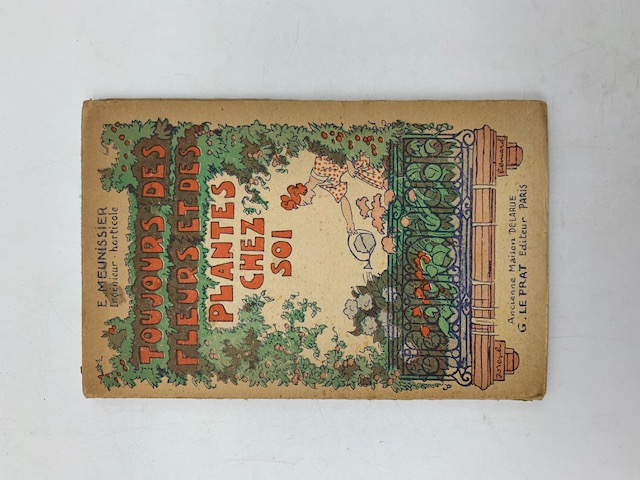 E. MEUNISSIER
Ingénieur-horticole
TOUJOURS DES
FLEURS ET DES
PLANTES
CHEZ
SOI
Ancienne Maison DELARUE
G. LE PRAT Editeur PARIS